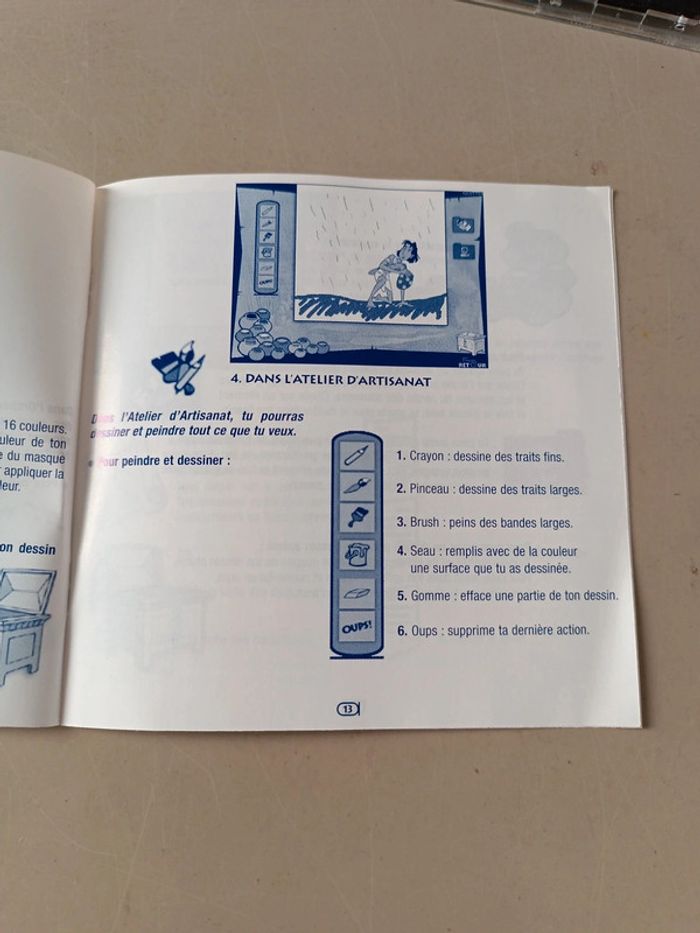 16 couleurs.
uleur de ton
e du masque
appliquer la
leur.
on dessin
OUPS!
RETOUR
4. DANS L'ATELIER D'ARTISANAT
Dans l'Atelier d'Artisanat, tu pourras
dessiner et peindre tout ce que tu veux.
• Pour peindre et dessiner :
1. Crayon : dessine des traits fins.
2. Pinceau : dessine des traits larges.
3. Brush : peins des bandes larges.
4. Seau : remplis avec de la couleur
une surface que tu as dessinée.
5. Gomme : efface une partie de ton dessin.
OUPS!
6. Oups : supprime ta dernière action.
13